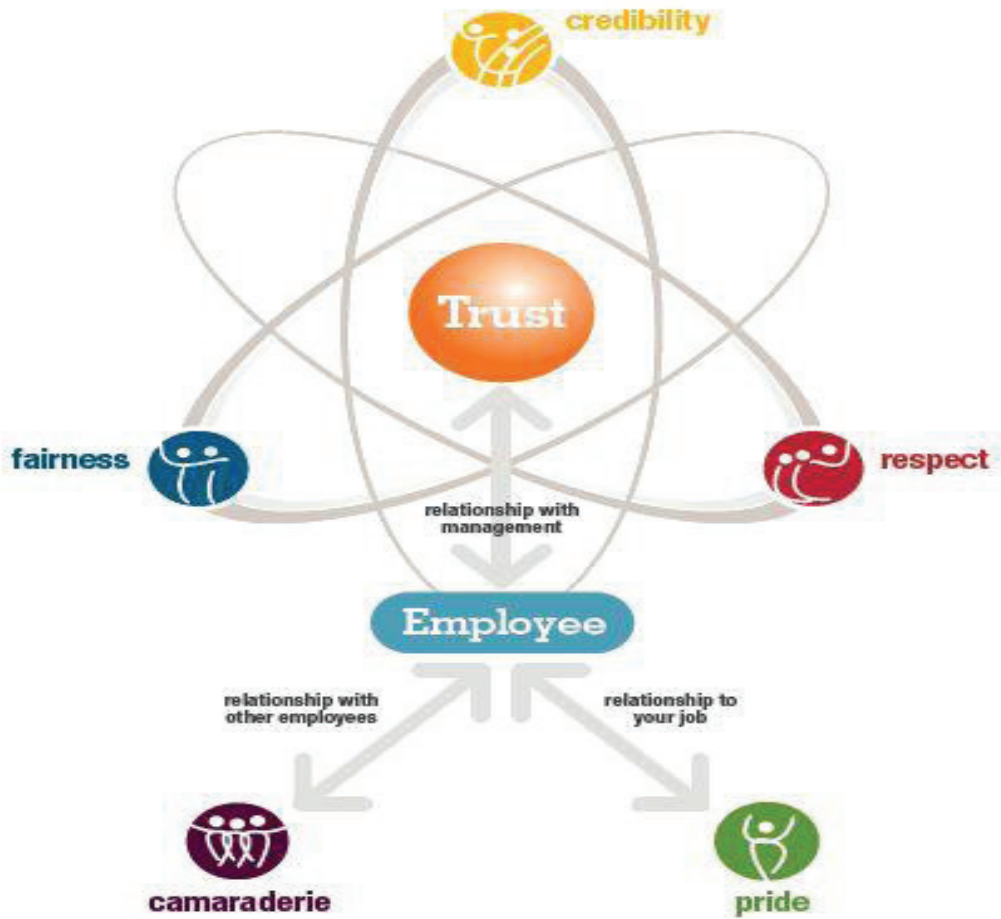 credibility
Trust
fairness
respect
relationship with
management
Employee
relationship with
other employees
relationship to
your job
camaraderie
pride